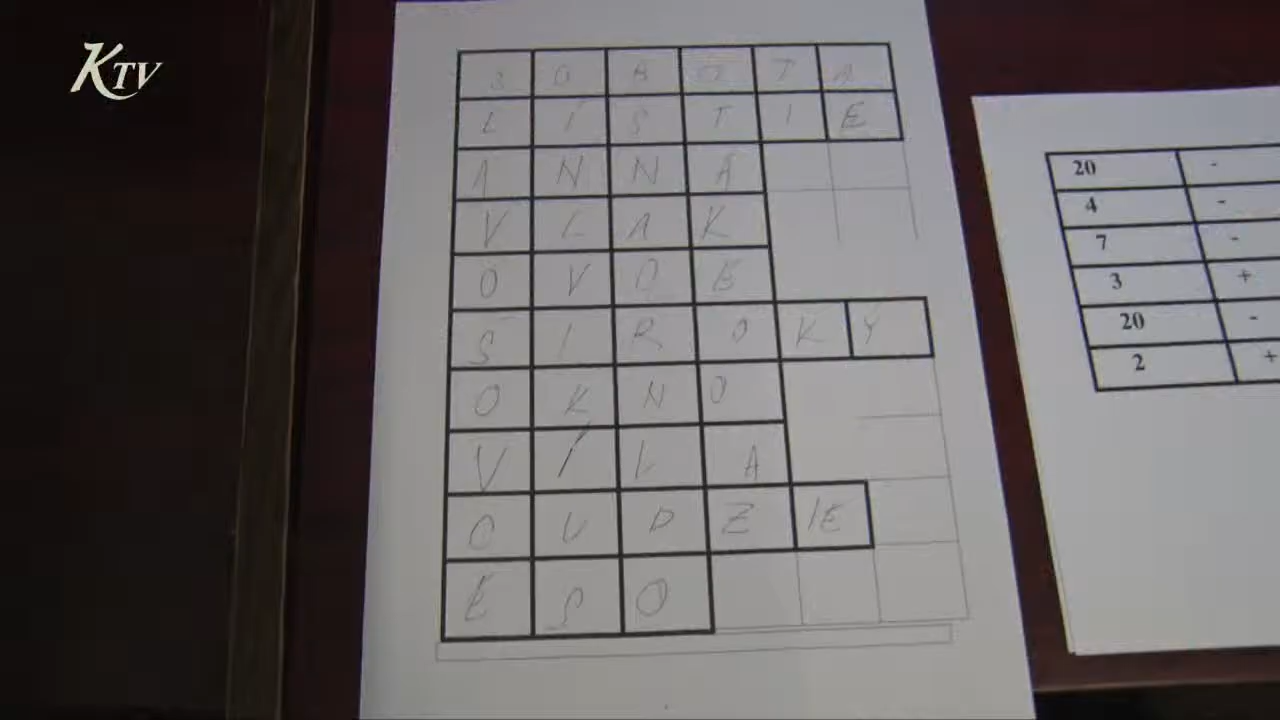 KTV
S O B O T A
L Í S T I E
A N N A
V L A K
O V O B
S I R O K Ý
O K N O
V Í L A
C U D Z IE
E S O
20 -
4 -
7 -
3 +
20 -
2 +